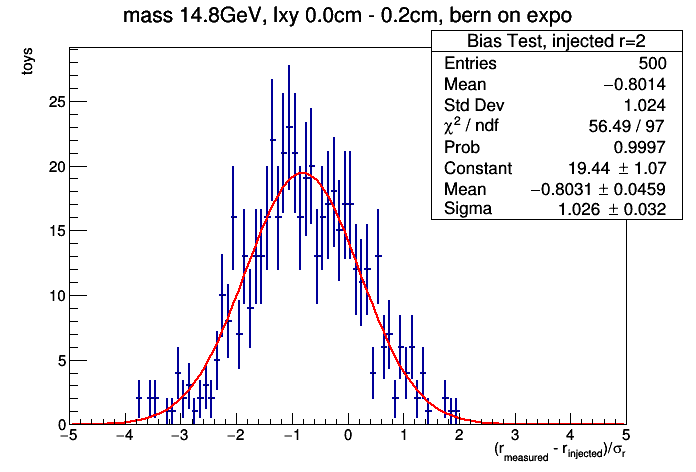 mass 14.8GeV, lxy 0.0cm - 0.2cm, bern on expo
Bias Test, injected r=2
Entries 500
Mean −0.8014
Std Dev 1.024
χ² / ndf 56.49 / 97
Prob 0.9997
Constant 19.44 ± 1.07
Mean −0.8031 ± 0.0459
Sigma 1.026 ± 0.032
toys
25
20
15
10
5
0
−5 −4 −3 −2 −1 0 1 2 3 4 5
(r_measured - r_injected)/σ_r